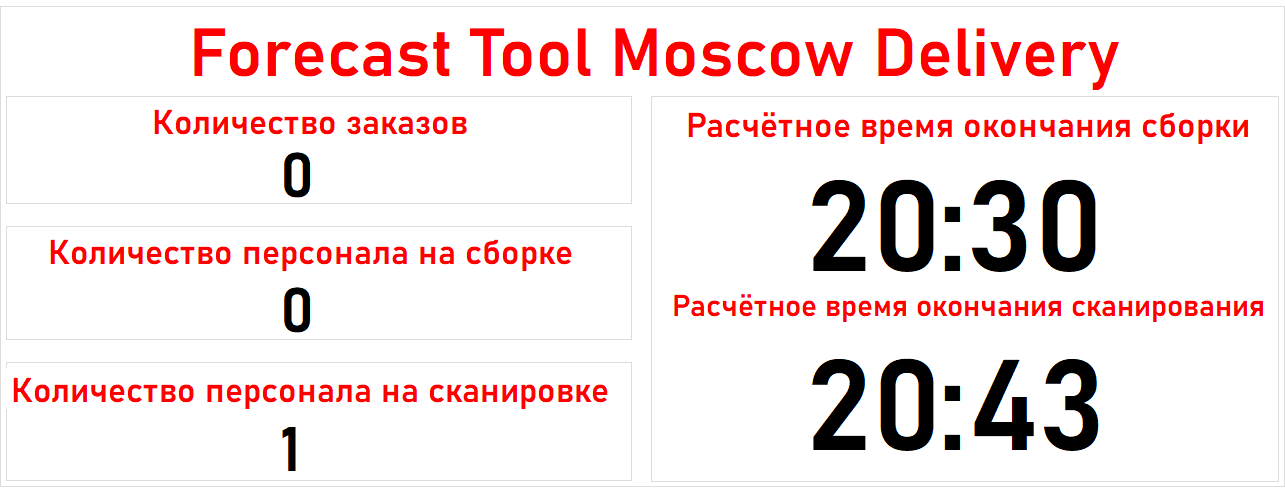 Forecast Tool Moscow Delivery
Количество заказов
0
Количество персонала на сборке
0
Количество персонала на сканировке
1
Расчётное время окончания сборки
20:30
Расчётное время окончания сканирования
20:43